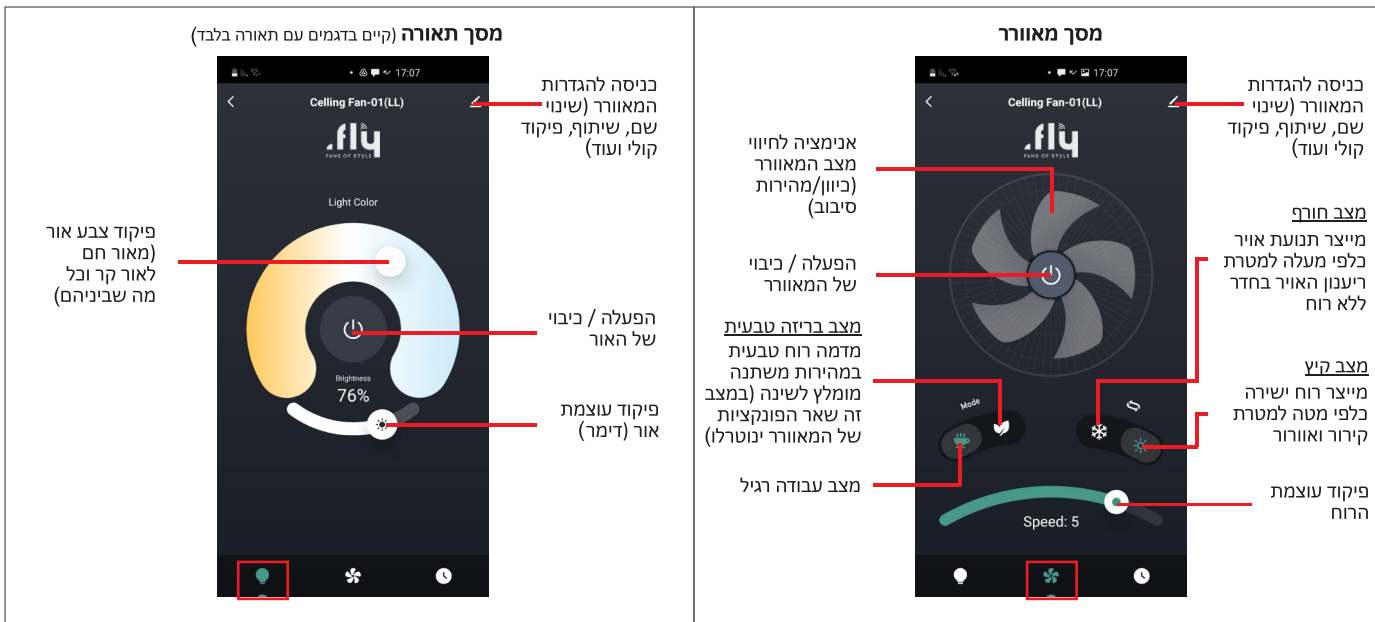 מסך מאוורר
17:07
Celling Fan-01(LL)
.fly
FANS OF STYLE
כניסה להגדרות
המאוורר (שינוי
שם, שיתוף, פיקוד
קולי ועוד)
אנימציה לחיווי
מצב המאוורר
(כיוון/מהירות
סיבוב)
הפעלה / כיבוי
של המאוורר
מצב בריזה טבעית
מדמה רוח טבעית
במהירות משתנה
מומלץ לשינה (במצב
זה שאר הפונקציות
של המאוורר ינוטרלו)
מצב עבודה רגיל
מצב חורף
מייצר תנועת אויר
כלפי מעלה למטרת
ריענון האויר בחדר
ללא רוח
מצב קיץ
מייצר רוח ישירה
כלפי מטה למטרת
קירור ואוורור
פיקוד עוצמת
הרוח
Mode
Speed: 5
מסך תאורה (קיים בדגמים עם תאורה בלבד)
17:07
Celling Fan-01(LL)
.fly
FANS OF STYLE
כניסה להגדרות
המאוורר (שינוי
שם, שיתוף, פיקוד
קולי ועוד)
Light Color
פיקוד צבע אור
(מאור חם
לאור קר וכל
מה שביניהם)
הפעלה / כיבוי
של האור
Brightness
76%
פיקוד עוצמת
אור (דימר)